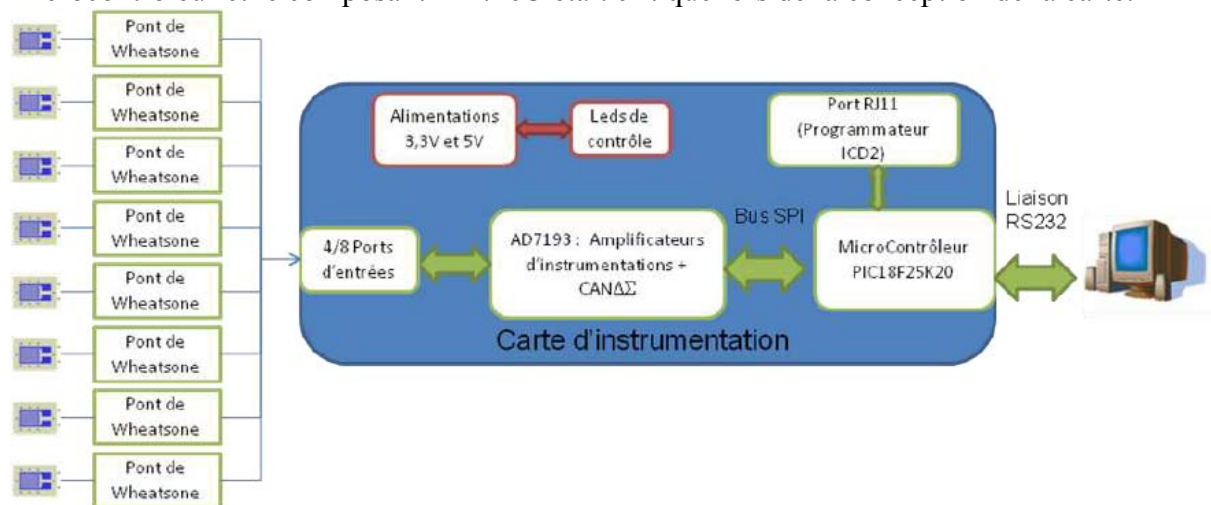 Pont de
Wheatsone
Pont de
Wheatsone
Pont de
Wheatsone
Pont de
Wheatsone
Pont de
Wheatsone
Pont de
Wheatsone
Pont de
Wheatsone
Pont de
Wheatsone
4/8 Ports
d'entrées
Alimentations
3,3V et 5V
Leds de
contrôle
Port RJ11
(Programmateur
ICD2)
AD7193 : Amplificateurs
d'instrumentations +
CANΔΣ
Bus SPI
MicroContrôleur
PIC18F25K20
Carte d'instrumentation
Liaison
RS232